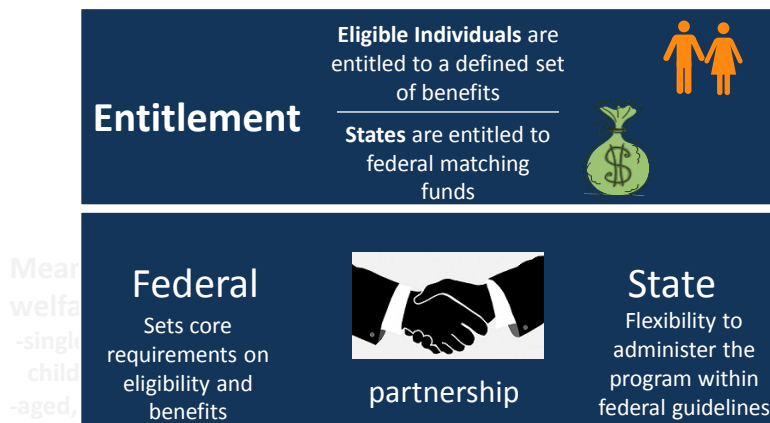 Eligible Individuals are
entitled to a defined set
of benefits
Entitlement
States are entitled to
federal matching
funds
$
Federal
Sets core
requirements on
eligibility and
benefits
partnership
State
Flexibility to
administer the
program within
federal guidelines
-aged,